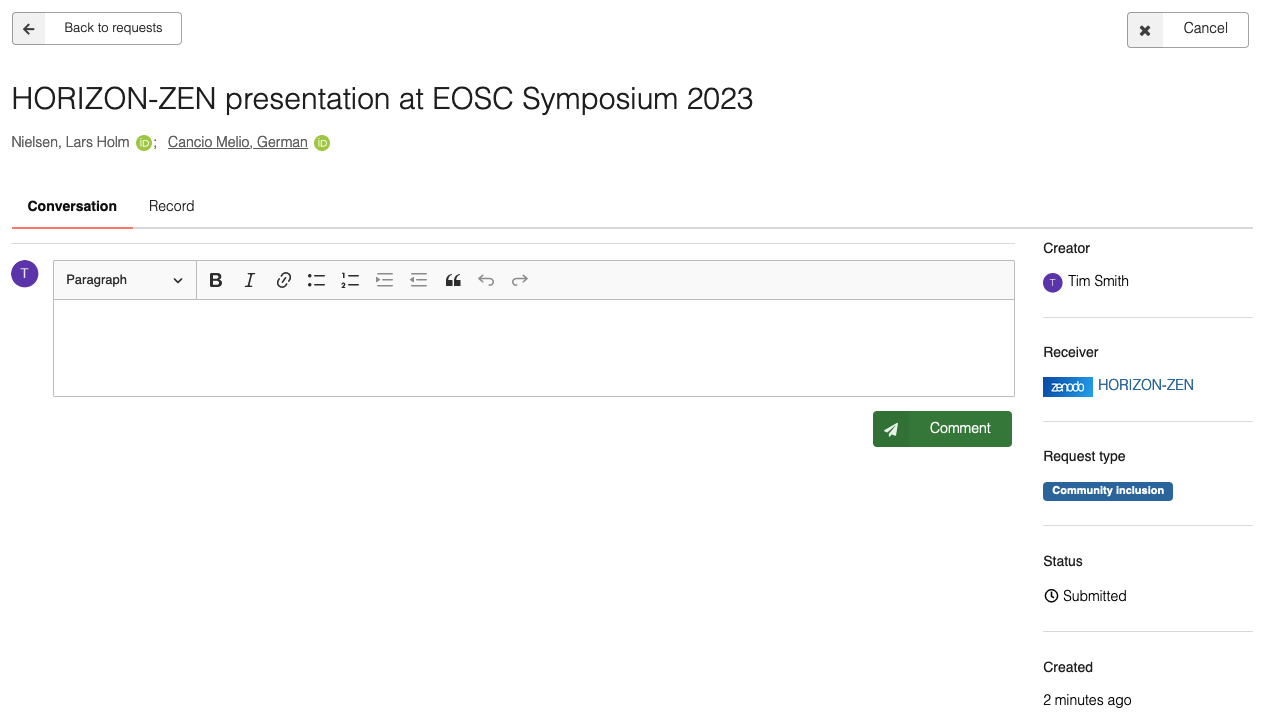 Back to requests
Cancel
HORIZON-ZEN presentation at EOSC Symposium 2023
Nielsen, Lars Holm iD; Cancio Melio, German iD
Conversation
Record
T
Paragraph
B I
Comment
Creator
T Tim Smith
Receiver
zenodo HORIZON-ZEN
Request type
Community inclusion
Status
Submitted
Created
2 minutes ago